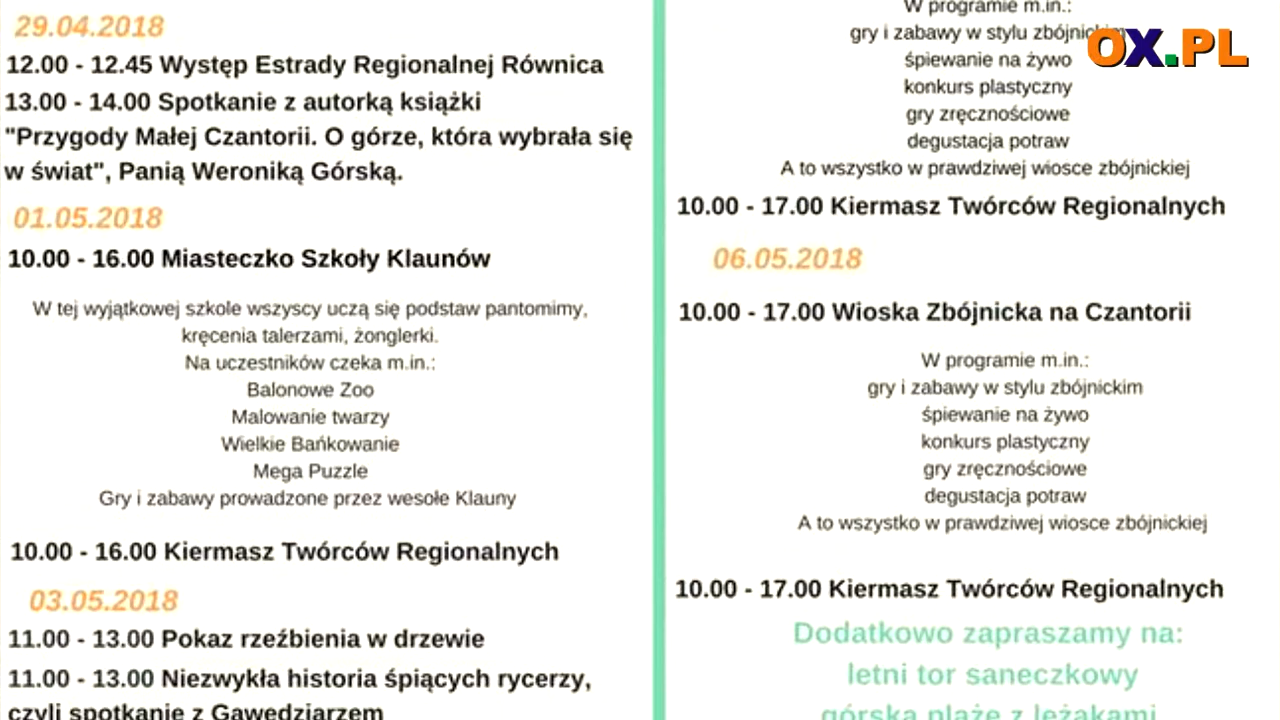 29.04.2018
12.00 - 12.45 Występ Estrady Regionalnej Równica
13.00 - 14.00 Spotkanie z autorką książki
"Przygody Małej Czantorii. O górze, która wybrała się
w świat", Panią Weroniką Górską.
01.05.2018
10.00 - 16.00 Miasteczko Szkoły Klaunów
W tej wyjątkowej szkole wszyscy uczą się podstaw pantomimy,
kręcenia talerzami, żonglerki.
Na uczestników czeka m.in.:
Balonowe Zoo
Malowanie twarzy
Wielkie Bańkowanie
Mega Puzzle
Gry i zabawy prowadzone przez wesołe Klauny
10.00 - 16.00 Kiermasz Twórców Regionalnych
03.05.2018
11.00 - 13.00 Pokaz rzeźbienia w drzewie
11.00 - 13.00 Niezwykła historia śpiących rycerzy,
czyli spotkanie z Gawędziarzem
W programie m.in.:
gry i zabawy w stylu zbójnickim
śpiewanie na żywo
konkurs plastyczny
gry zręcznościowe
degustacja potraw
A to wszystko w prawdziwej wiosce zbójnickiej
10.00 - 17.00 Kiermasz Twórców Regionalnych
06.05.2018
10.00 - 17.00 Wioska Zbójnicka na Czantorii
W programie m.in.:
gry i zabawy w stylu zbójnickim
śpiewanie na żywo
konkurs plastyczny
gry zręcznościowe
degustacja potraw
A to wszystko w prawdziwej wiosce zbójnickiej
10.00 - 17.00 Kiermasz Twórców Regionalnych
Dodatkowo zapraszamy na:
letni tor saneczkowy
górską plażę z leżakami
OX.PL